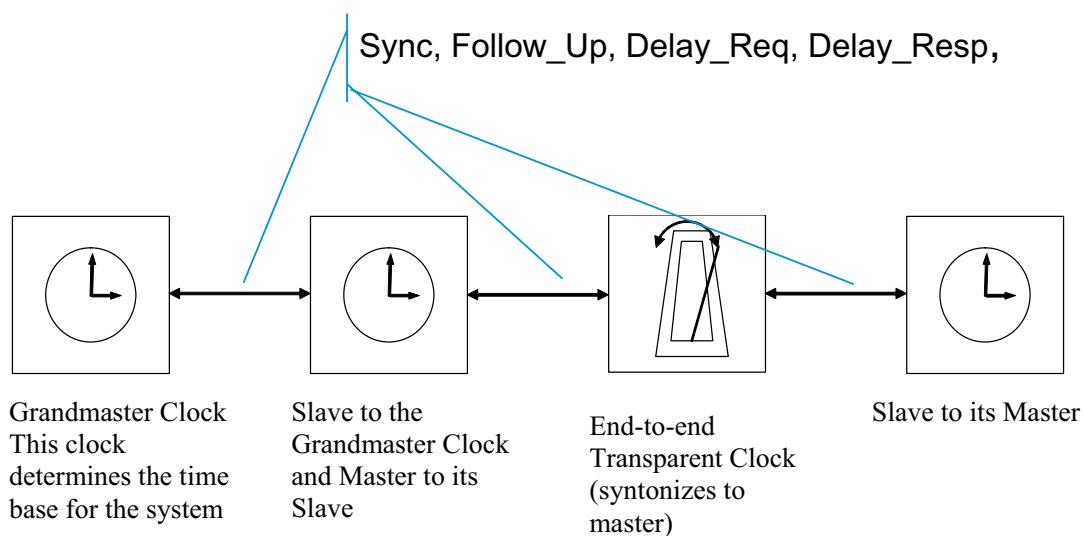 Sync, Follow_Up, Delay_Req, Delay_Resp,
Grandmaster Clock
This clock
determines the time
base for the system
Slave to the
Grandmaster Clock
and Master to its
Slave
End-to-end
Transparent Clock
(syntonizes to
master)
Slave to its Master